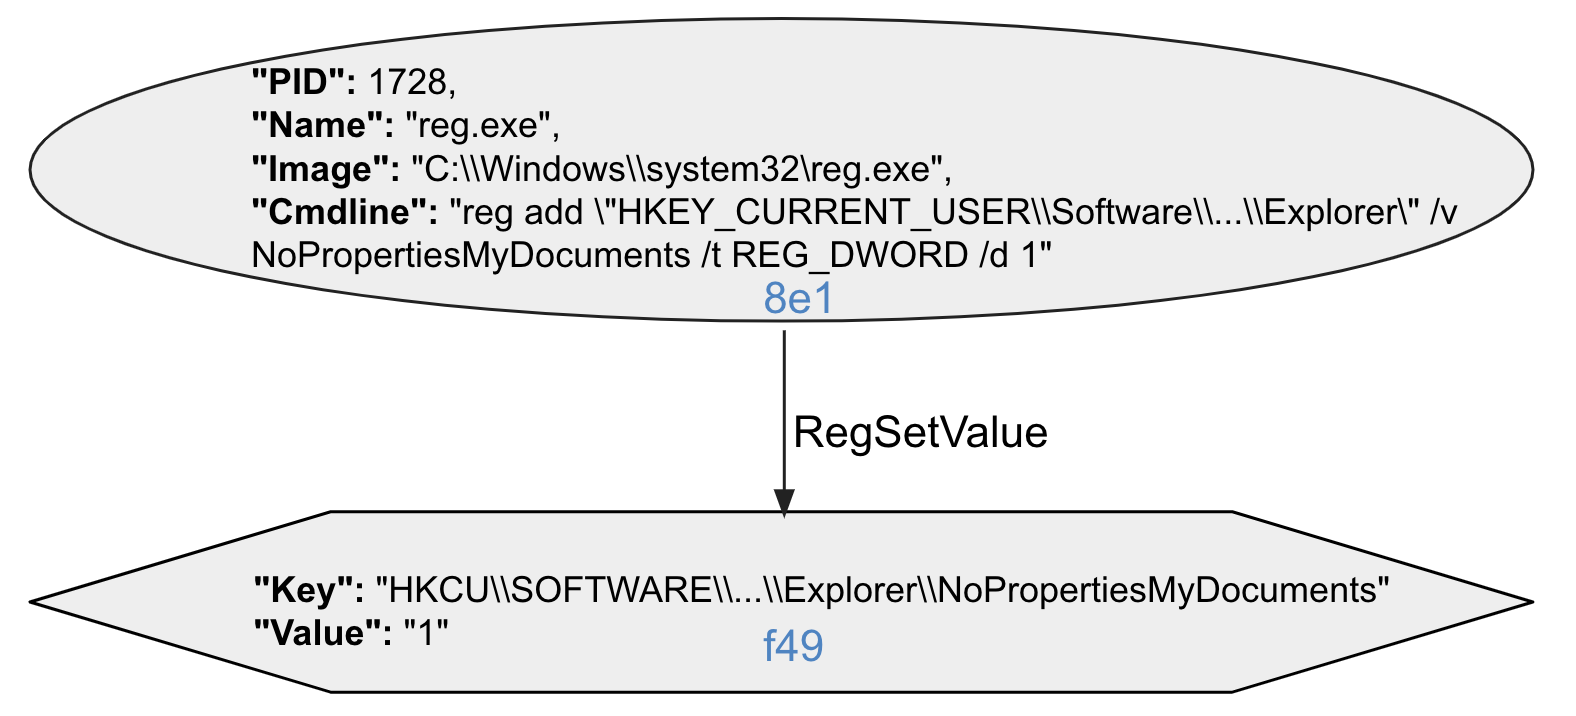 "PID": 1728,
"Name": "reg.exe",
"Image": "C:\\Windows\\system32\reg.exe",
"Cmdline": "reg add \"HKEY_CURRENT_USER\\Software\\...\\Explorer\" /v
NoPropertiesMyDocuments /t REG_DWORD /d 1"
8e1
RegSetValue
"Key": "HKCU\\SOFTWARE\\...\\Explorer\\NoPropertiesMyDocuments"
"Value": "1"
f49